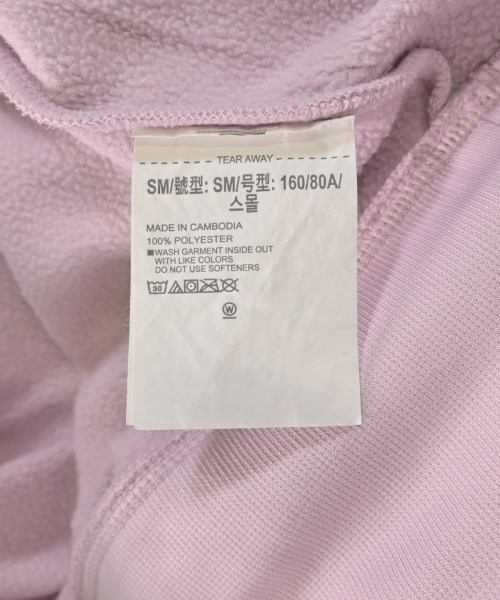 TEAR AWAY
SM/號型: SM/号型: 160/80A/
스몰
MADE IN CAMBODIA
100% POLYESTER
■WASH GARMENT INSIDE OUT
WITH LIKE COLORS
DO NOT USE SOFTENERS
30
W